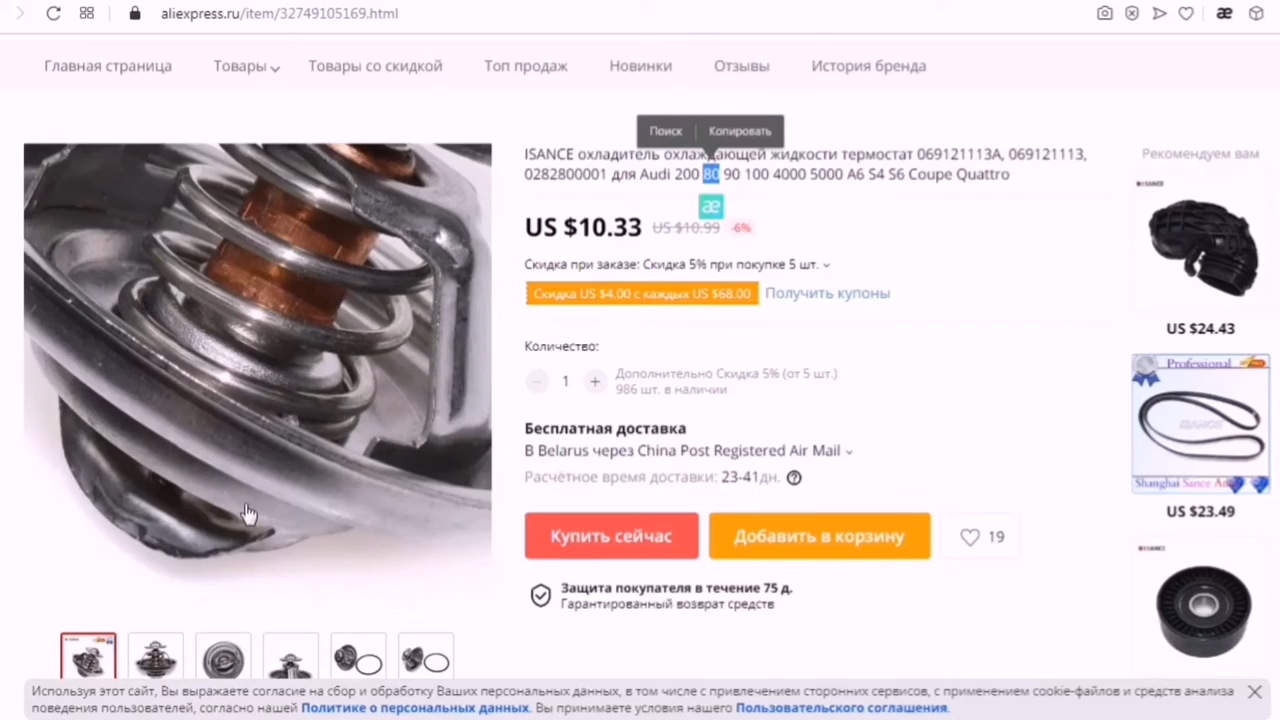 aliexpress.ru/item/32749105169.html
Главная страница
Товары
Товары со скидкой
Топ продаж
Новинки
Отзывы
История бренда
Поиск
Копировать
ISANCE охладитель охлаждающей жидкости термостат 069121113A, 069121113,
0282800001 для Audi 200 80 90 100 4000 5000 A6 S4 S6 Coupe Quattro
US $10.33 US $10.99 -6%
Скидка при заказе: Скидка 5% при покупке 5 шт.
Скидка US $4.00 с каждых US $68.00 Получить купоны
Количество:
1
Дополнительно Скидка 5% (от 5 шт.)
986 шт. в наличии
Бесплатная доставка
В Belarus через China Post Registered Air Mail
Расчётное время доставки: 23-41дн.
Купить сейчас
Добавить в корзину
19
Защита покупателя в течение 75 д.
Гарантированный возврат средств
Рекомендуем вам
ISANCE
US $24.43
Professional
ISANCE
US $23.49
ISANCE
Используя этот сайт, Вы выражаете согласие на сбор и обработку Ваших персональных данных, в том числе с привлечением сторонних сервисов, с применением cookie-файлов и средств анализа
поведения пользователей, согласно нашей Политике о персональных данных. Вы принимаете условия нашего Пользовательского соглашения.